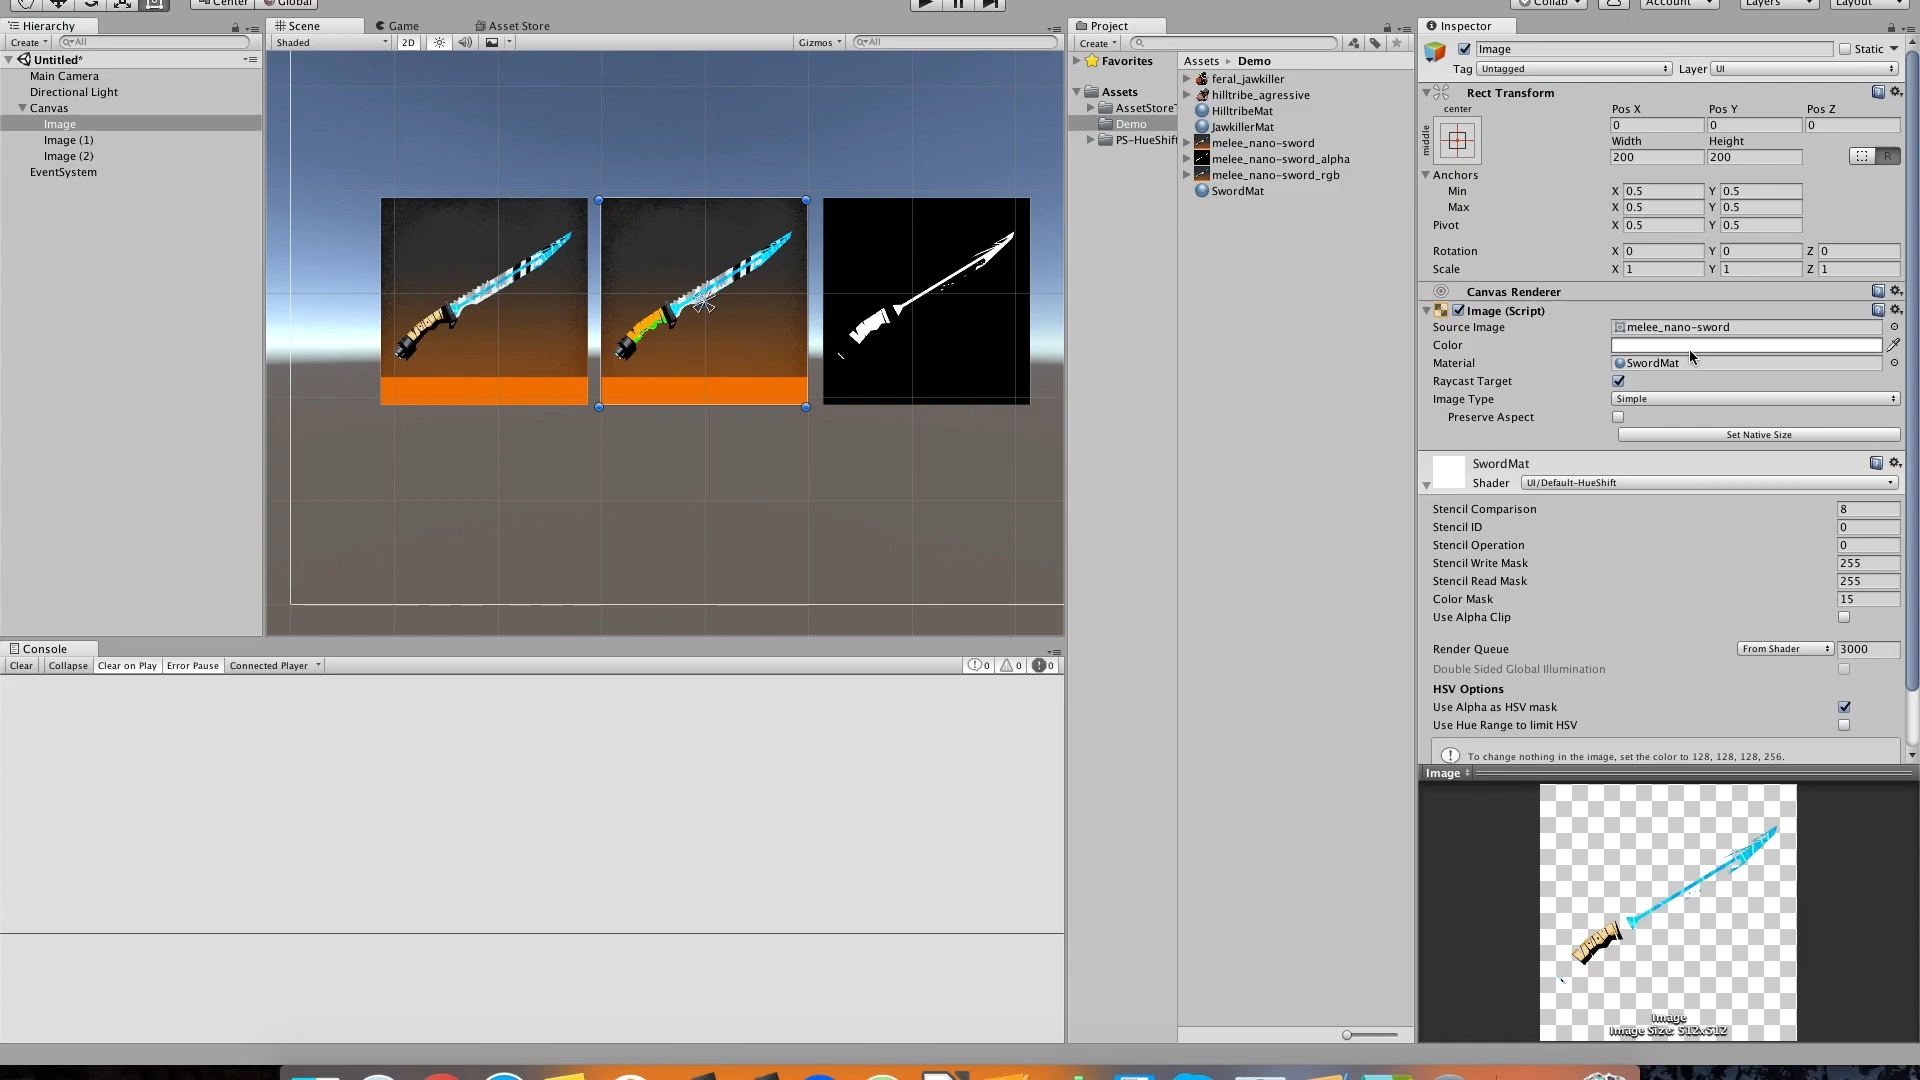 Center Global
Collab Account Layers Layout
Hierarchy
Create All
Untitled*
Main Camera
Directional Light
Canvas
Image
Image (1)
Image (2)
EventSystem
Scene Game Asset Store
Shaded 2D Gizmos All
Console
Clear Collapse Clear on Play Error Pause Connected Player 0 0 0
Project
Create
Favorites
Assets
AssetStoreT
Demo
PS-HueShift
Assets Demo
feral_jawkiller
hilltribe_agressive
HilltribeMat
JawkillerMat
melee_nano-sword
melee_nano-sword_alpha
melee_nano-sword_rgb
SwordMat
Inspector
Image Static
Tag Untagged Layer UI
Rect Transform
center Pos X Pos Y Pos Z
middle 0 0 0
Width Height
200 200 R
Anchors
Min X 0.5 Y 0.5
Max X 0.5 Y 0.5
Pivot X 0.5 Y 0.5
Rotation X 0 Y 0 Z 0
Scale X 1 Y 1 Z 1
Canvas Renderer
Image (Script)
Source Image melee_nano-sword
Color
Material SwordMat
Raycast Target
Image Type Simple
Preserve Aspect
Set Native Size
SwordMat
Shader UI/Default-HueShift
Stencil Comparison 8
Stencil ID 0
Stencil Operation 0
Stencil Write Mask 255
Stencil Read Mask 255
Color Mask 15
Use Alpha Clip
Render Queue From Shader 3000
Double Sided Global Illumination
HSV Options
Use Alpha as HSV mask
Use Hue Range to limit HSV
To change nothing in the image, set the color to 128, 128, 128, 256.
Image
Image
Image Size: 512x512